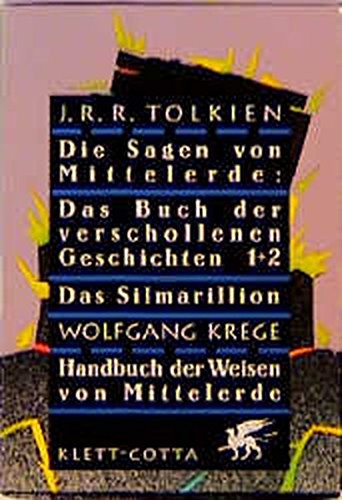 J. R. R. TOLKIEN
Die Sagen von
Mittelerde:
Das Buch der
verschollenen
Geschichten 1+2
Das Silmarillion
WOLFGANG KREGE
Handbuch der Weisen
von Mittelerde
KLETT-COTTA